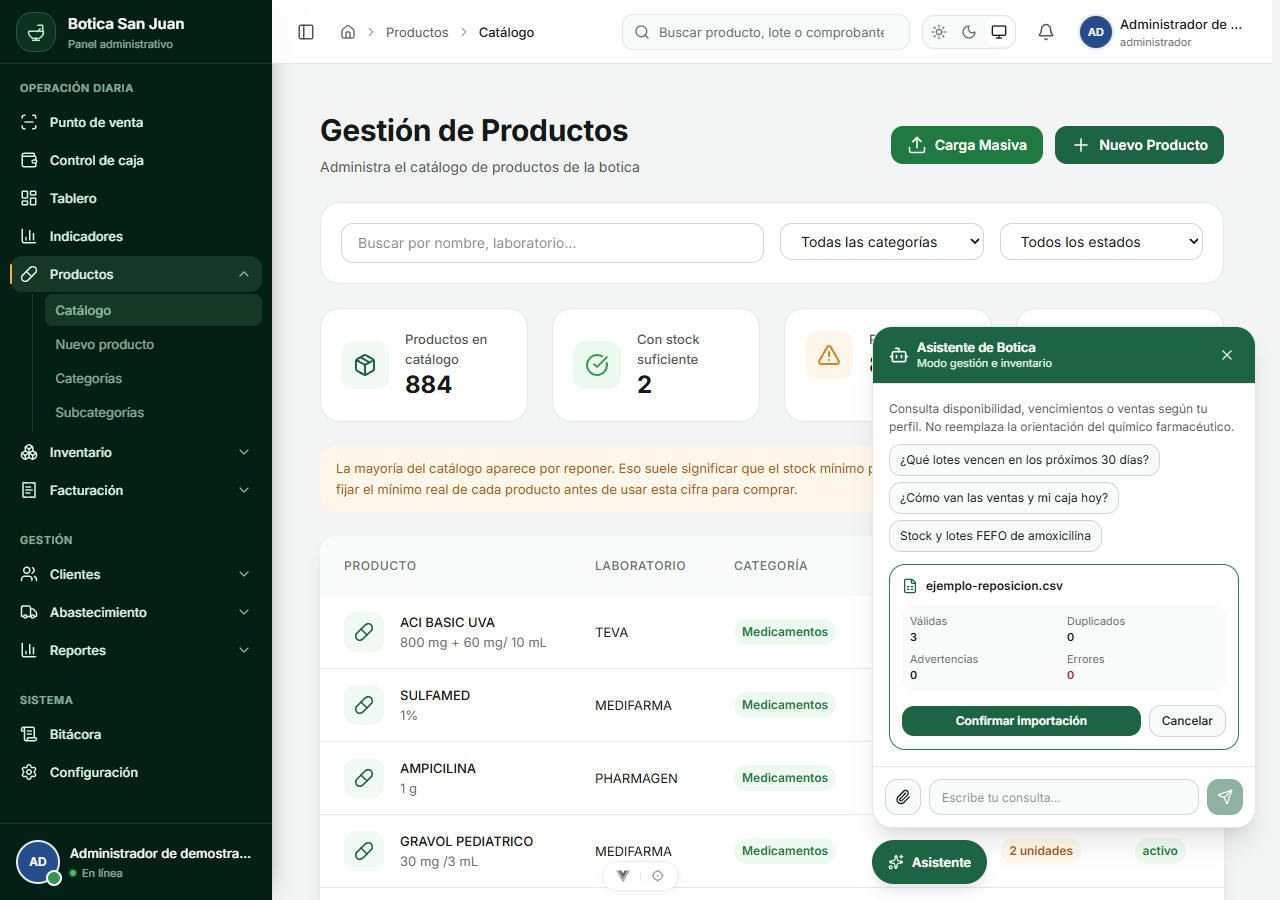 Botica San Juan
Panel administrativo
OPERACIÓN DIARIA
Punto de venta
Control de caja
Tablero
Indicadores
Productos
Catálogo
Nuevo producto
Categorías
Subcategorías
Inventario
Facturación
GESTIÓN
Clientes
Abastecimiento
Reportes
SISTEMA
Bitácora
Configuración
AD
Administrador de demostra...
En línea
Productos
Catálogo
Buscar producto, lote o comprobante
AD
Administrador de ...
administrador
Gestión de Productos
Administra el catálogo de productos de la botica
Carga Masiva
Nuevo Producto
Buscar por nombre, laboratorio...
Todas las categorías
Todos los estados
Productos en
catálogo
884
Con stock
suficiente
2
La mayoría del catálogo aparece por reponer. Eso suele significar que el stock mínimo
fijar el mínimo real de cada producto antes de usar esta cifra para comprar.
PRODUCTO
LABORATORIO
CATEGORÍA
ACI BASIC UVA
800 mg + 60 mg/ 10 mL
TEVA
Medicamentos
SULFAMED
1%
MEDIFARMA
Medicamentos
AMPICILINA
1 g
PHARMAGEN
Medicamentos
GRAVOL PEDIATRICO
30 mg /3 mL
MEDIFARMA
Medicamentos
2 unidades
activo
Asistente de Botica
Modo gestión e inventario
Consulta disponibilidad, vencimientos o ventas según tu
perfil. No reemplaza la orientación del químico farmacéutico.
¿Qué lotes vencen en los próximos 30 días?
¿Cómo van las ventas y mi caja hoy?
Stock y lotes FEFO de amoxicilina
ejemplo-reposicion.csv
Válidas
3
Duplicados
0
Advertencias
0
Errores
0
Confirmar importación
Cancelar
Escribe tu consulta...
Asistente